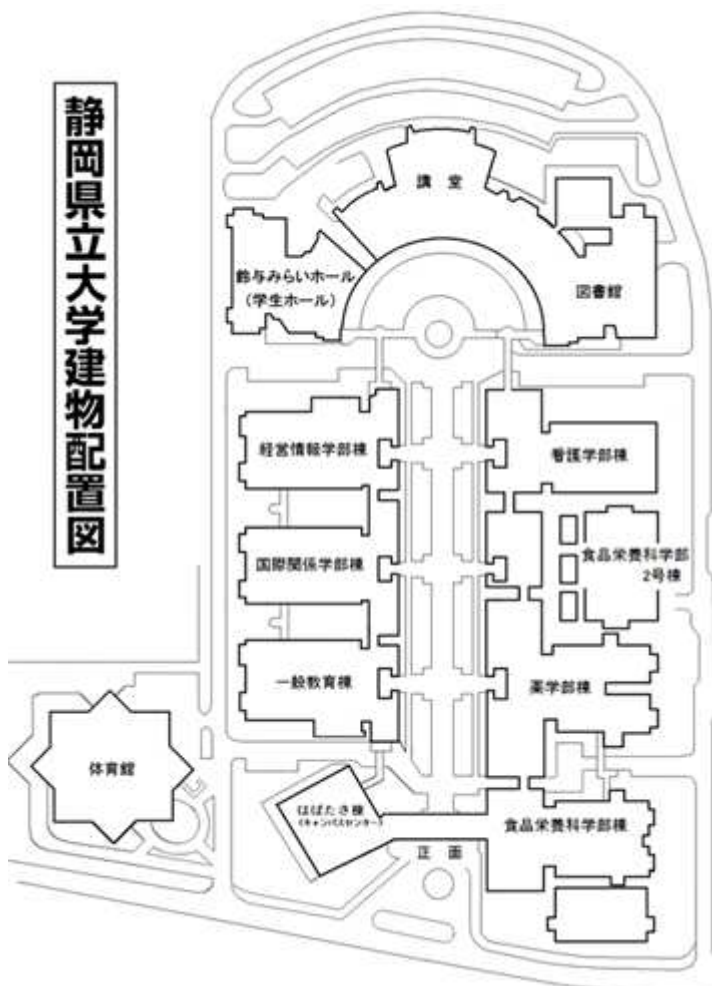 静岡県立大学建物配置図
講堂
鈴与みらいホール
(学生ホール)
図書館
経営情報学部棟
看護学部棟
国際関係学部棟
食品栄養科学部
2号棟
一般教育棟
薬学部棟
体育館
はばたき棟
(キャンパスセンター)
食品栄養科学部棟
正面